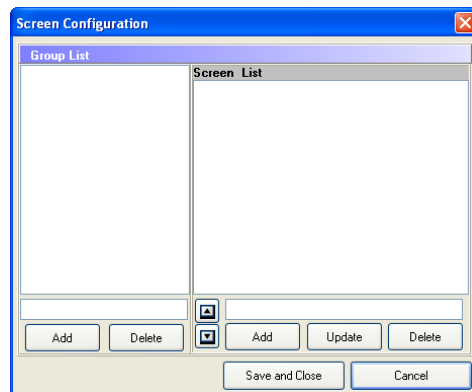 Screen Configuration
Group List
Screen List
Add Delete Add Update Delete
Save and Close Cancel